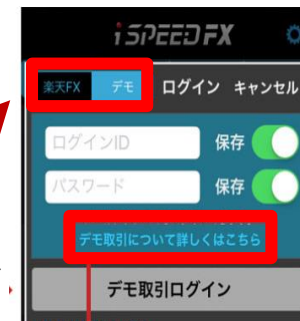 iSPEED FX
楽天FX デモ ログイン キャンセル
ログインID 保存
パスワード 保存
デモ取引について詳しくはこちら
デモ取引ログイン